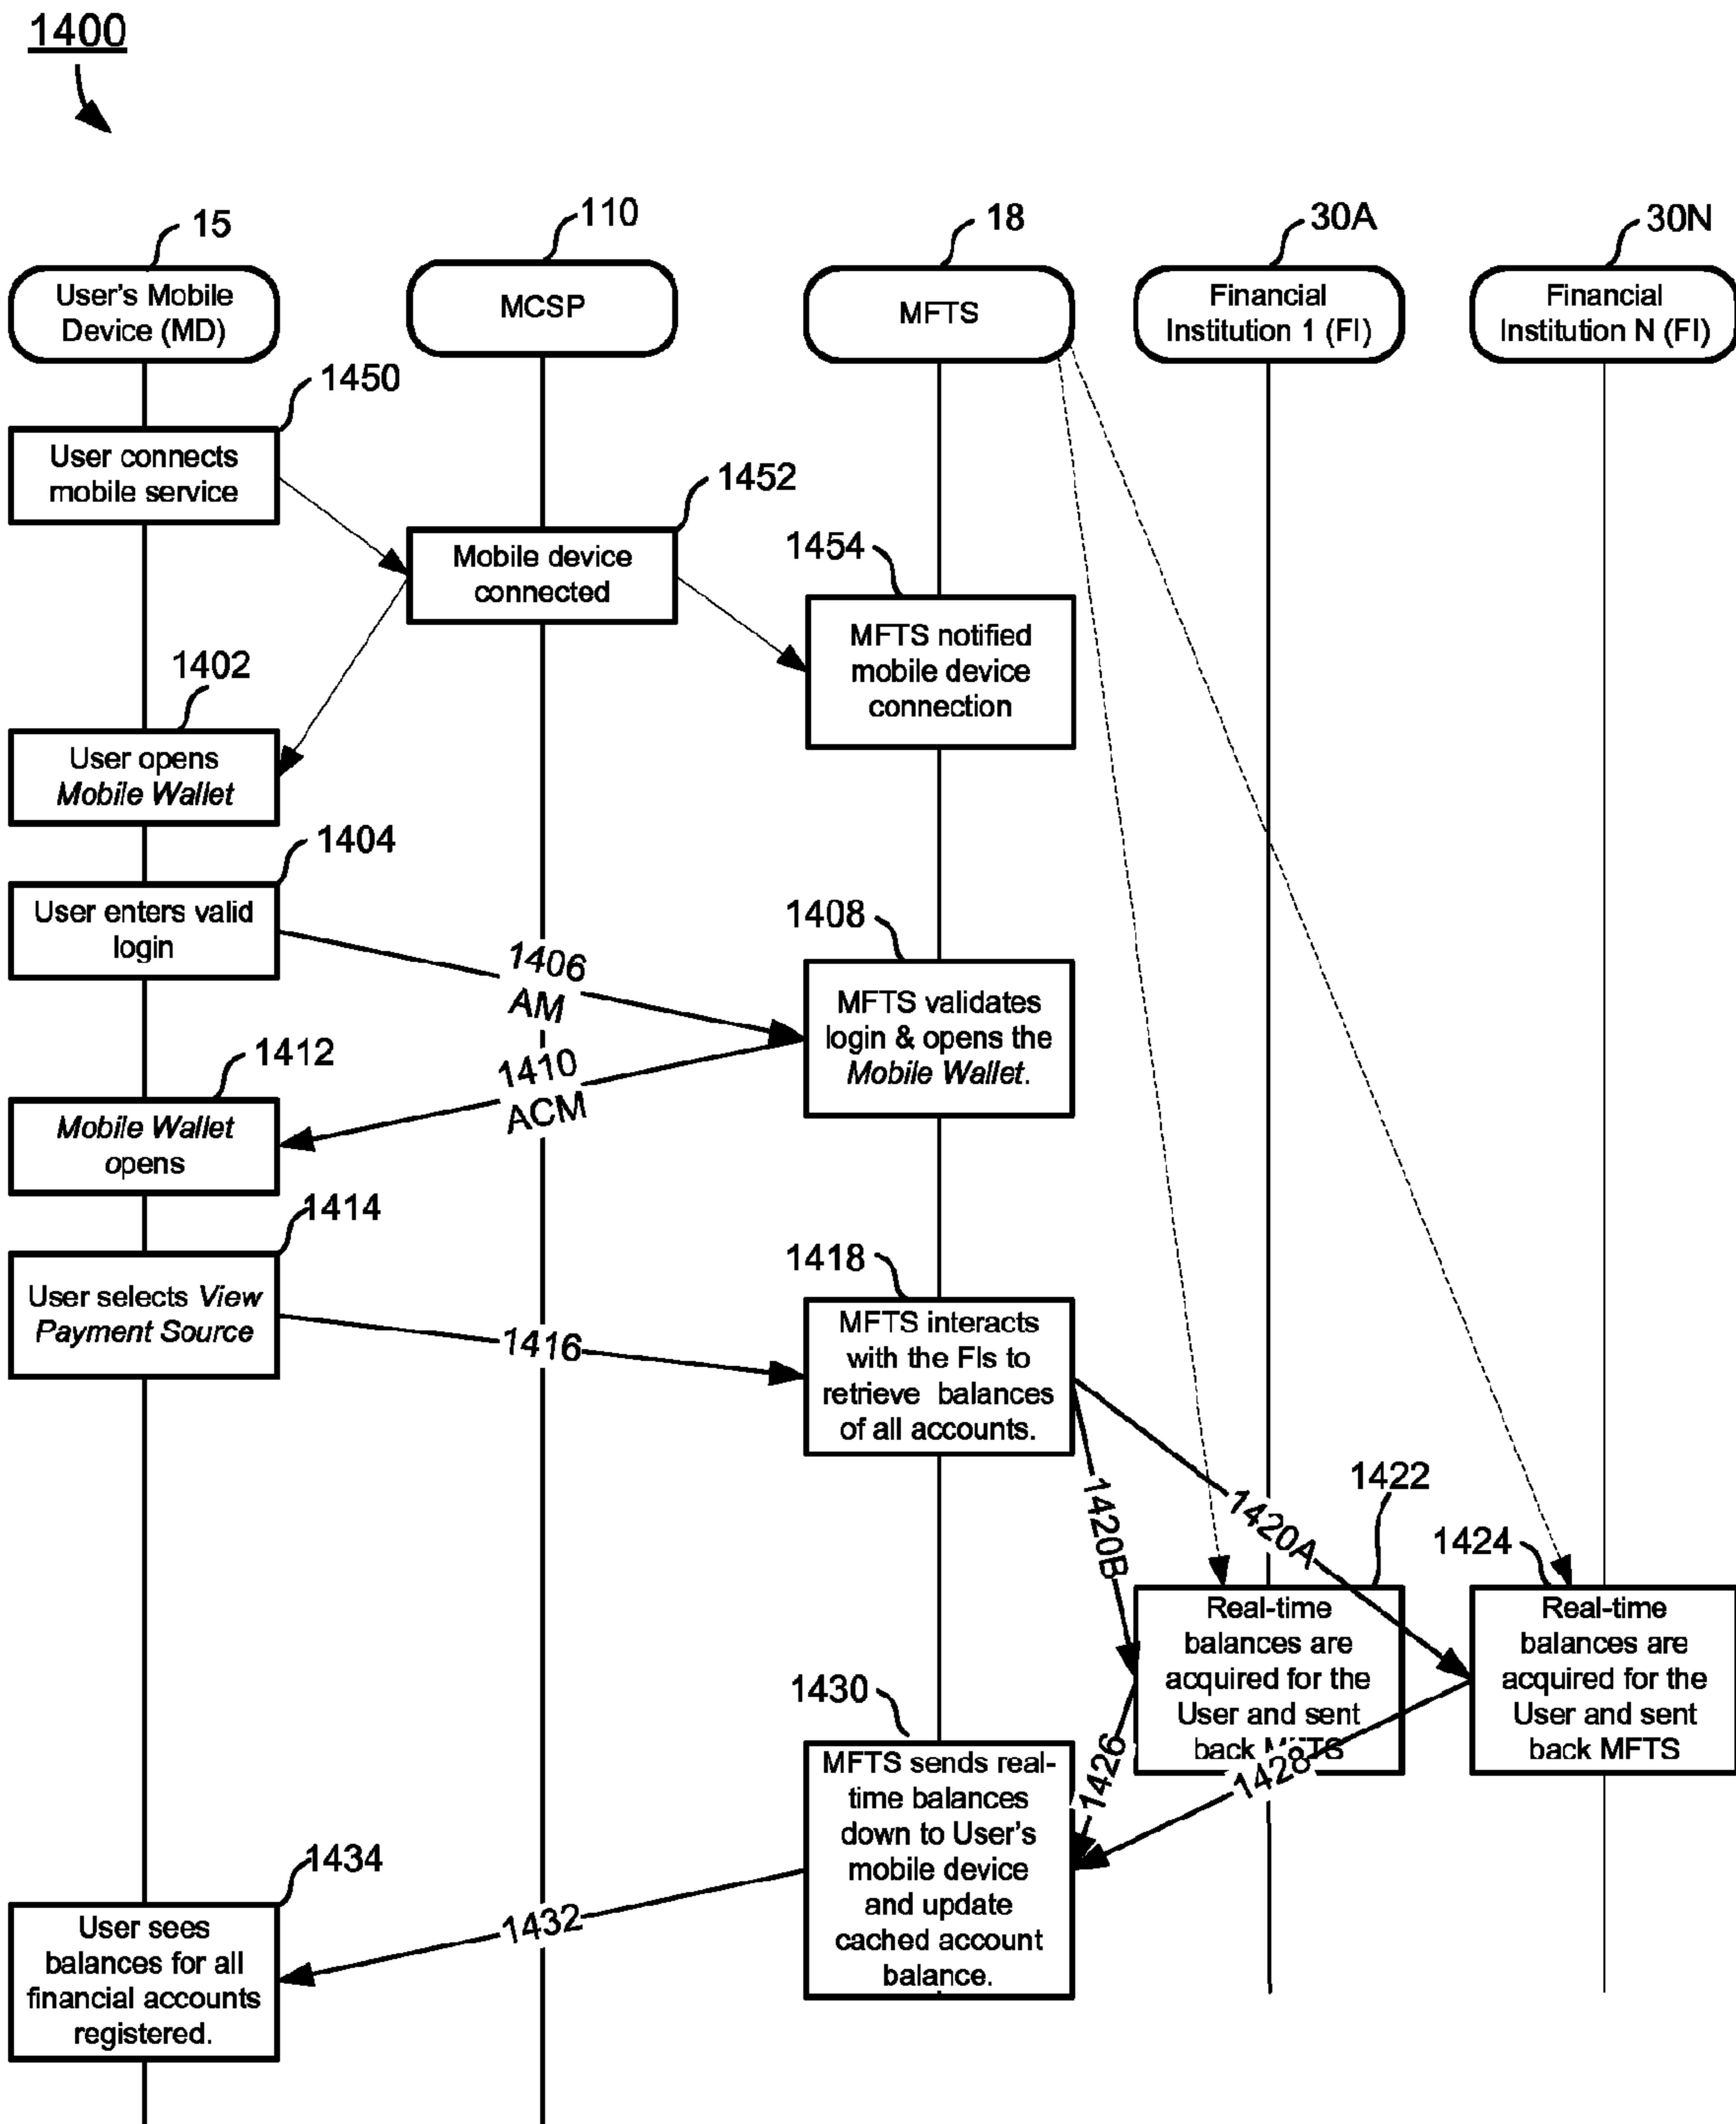 1400
15
110
18
30A
30N
User's Mobile
Device (MD)
MCSP
MFTS
Financial
Institution 1 (FI)
Financial
Institution N (FI)
1450
User connects
mobile service
1452
Mobile device
connected
1454
MFTS notified
mobile device
connection
1402
User opens
Mobile Wallet
1404
User enters valid
login
1406
AM
1408
MFTS validates
login & opens the
Mobile Wallet.
1410
ACM
1412
Mobile Wallet
opens
1414
User selects View
Payment Source
1416
1418
MFTS interacts
with the FIs to
retrieve balances
of all accounts.
1420B
1420A
1422
1424
Real-time
balances are
acquired for the
User and sent
back MFTS
Real-time
balances are
acquired for the
User and sent
back MFTS
1426
1428
1430
MFTS sends real-
time balances
down to User's
mobile device
and update
cached account
balance.
1432
1434
User sees
balances for all
financial accounts
registered.